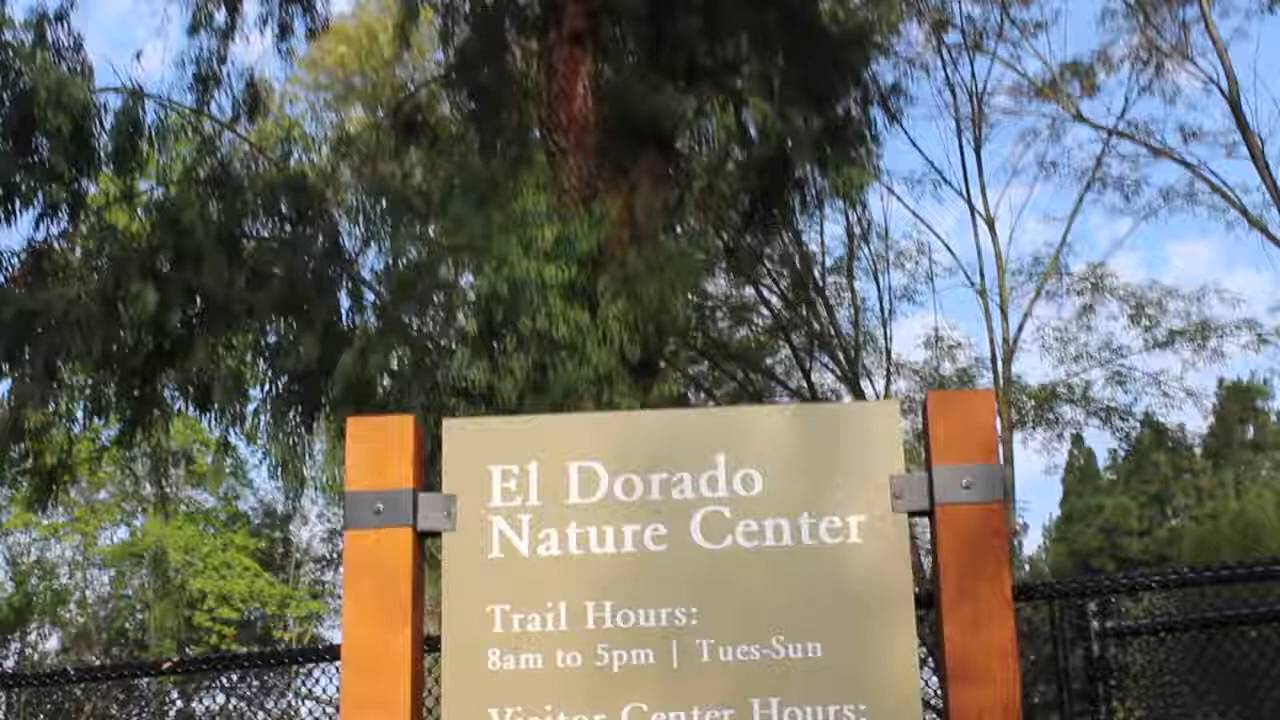 El Dorado
Nature Center
Trail Hours:
8am to 5pm | Tues-Sun
Visitor Center Hours: